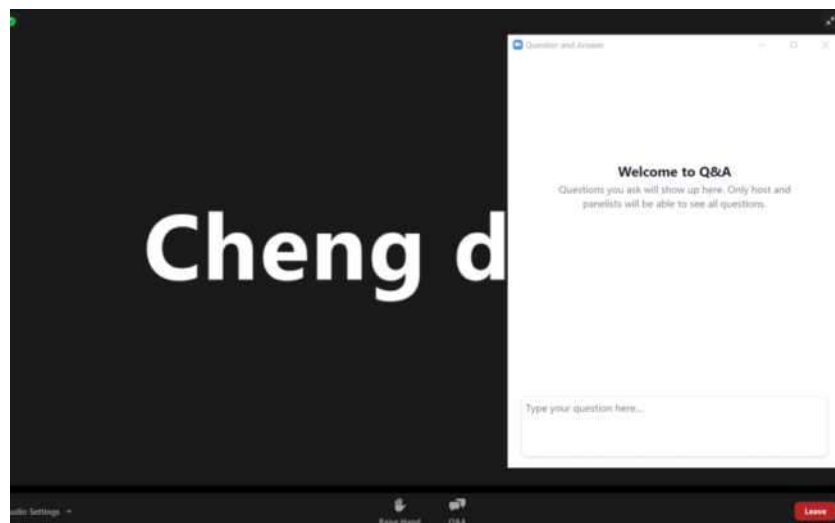 Question and Answer
Welcome to Q&A
Questions you ask will show up here. Only host and
panelists will be able to see all questions.
Cheng d
Type your question here...
udio Settings
Raise Hand
Q&A
Leave